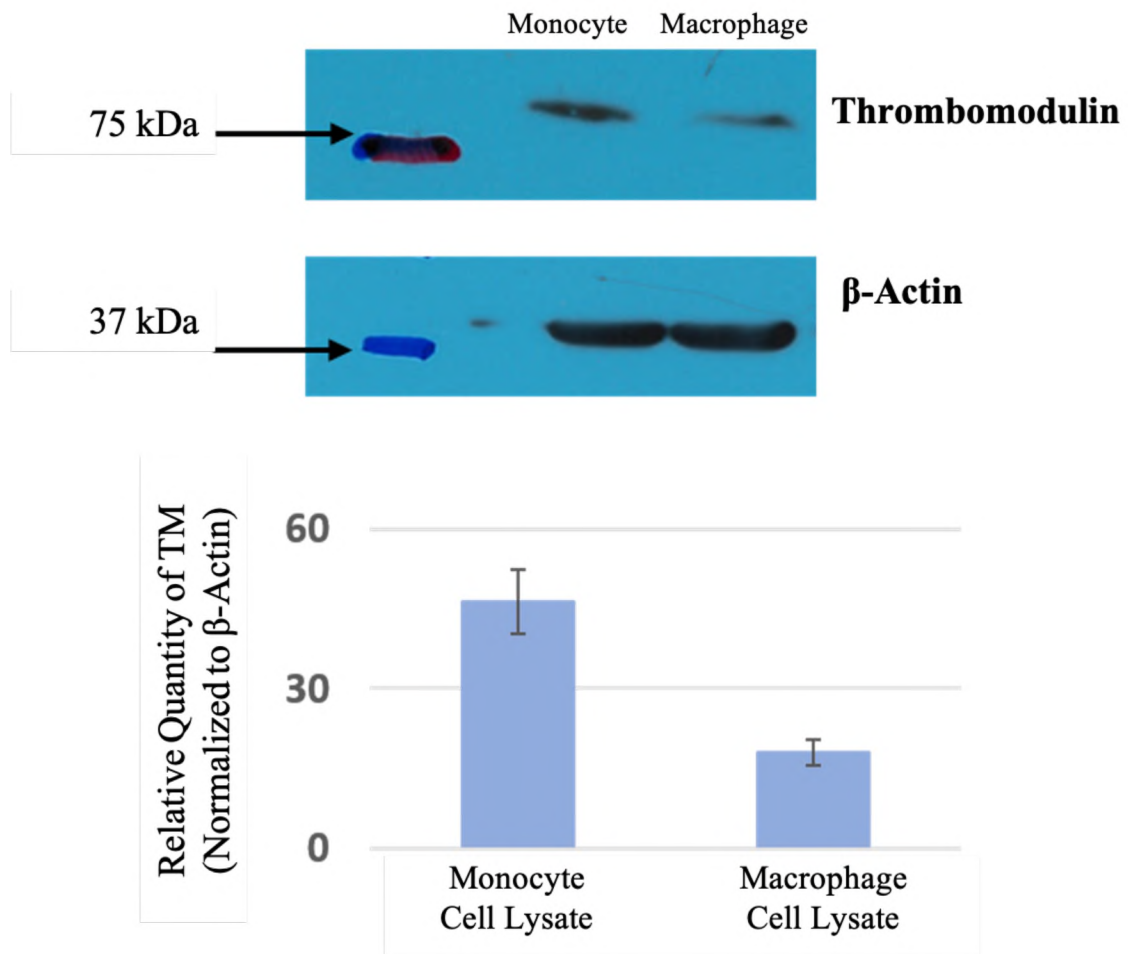 Monocyte Macrophage
75 kDa
Thrombomodulin
β-Actin
37 kDa
Relative Quantity of TM
(Normalized to β-Actin)
60
30
0
Monocyte
Cell Lysate
Macrophage
Cell Lysate